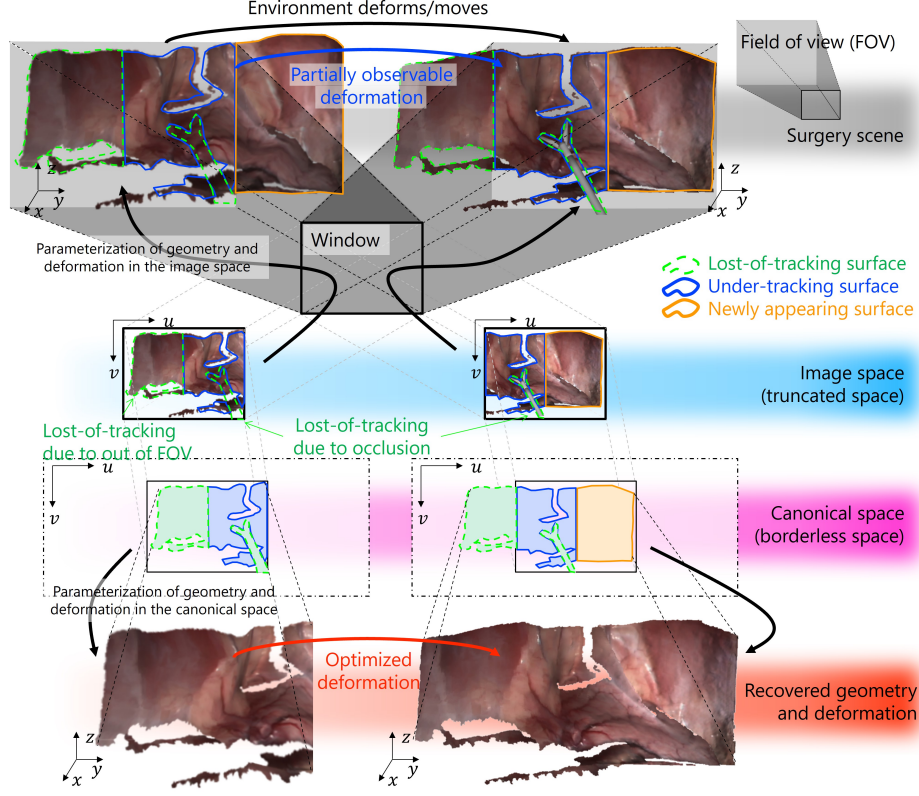 Environment deforms/moves
Field of view (FOV)
Partially observable
deformation
Surgery scene
z
y
x
z
y
x
Window
Parameterization of geometry and
deformation in the image space
Lost-of-tracking surface
Under-tracking surface
Newly appearing surface
u
v
u
v
Image space
(truncated space)
Lost-of-tracking
due to out of FOV
Lost-of-tracking
due to occlusion
u
v
u
v
Canonical space
(borderless space)
Parameterization of geometry and
deformation in the canonical space
Optimized
deformation
Recovered geometry
and deformation
z
y
x
z
y
x